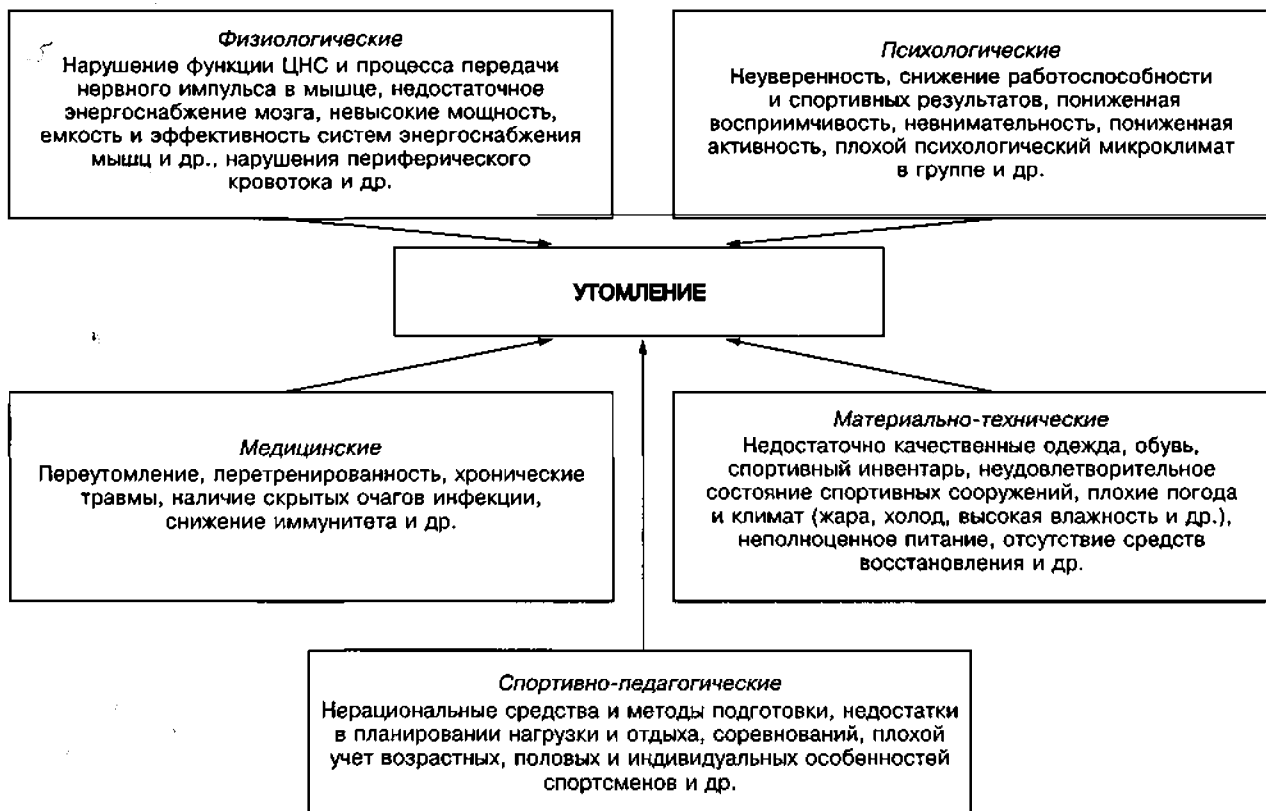 Физиологические
Нарушение функции ЦНС и процесса передачи
нервного импульса в мышце, недостаточное
энергоснабжение мозга, невысокие мощность,
емкость и эффективность систем энергоснабжения
мышц и др., нарушения периферического
кровотока и др.
Психологические
Неуверенность, снижение работоспособности
и спортивных результатов, пониженная
восприимчивость, невнимательность, пониженная
активность, плохой психологический микроклимат
в группе и др.
УТОМЛЕНИЕ
Медицинские
Переутомление, перетренированность, хронические
травмы, наличие скрытых очагов инфекции,
снижение иммунитета и др.
Материально-технические
Недостаточно качественные одежда, обувь,
спортивный инвентарь, неудовлетворительное
состояние спортивных сооружений, плохие погода
и климат (жара, холод, высокая влажность и др.),
неполноценное питание, отсутствие средств
восстановления и др.
Спортивно-педагогические
Нерациональные средства и методы подготовки, недостатки
в планировании нагрузки и отдыха, соревнований, плохой
учет возрастных, половых и индивидуальных особенностей
спортсменов и др.